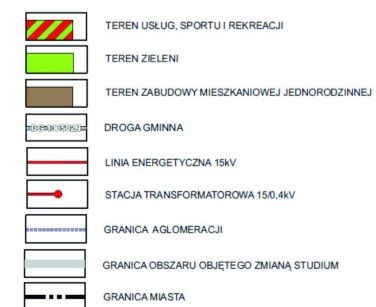 TEREN USŁUG, SPORTU I REKREACJI
TEREN ZIELENI
TEREN ZABUDOWY MIESZKANIOWEJ JEDNORODZINNEJ
DROGA GMINNA
LINIA ENERGETYCZNA 15kV
STACJA TRANSFORMATOROWA 15/0,4kV
GRANICA AGLOMERACJI
GRANICA OBSZARU OBJĘTEGO ZMIANĄ STUDIUM
GRANICA MIASTA